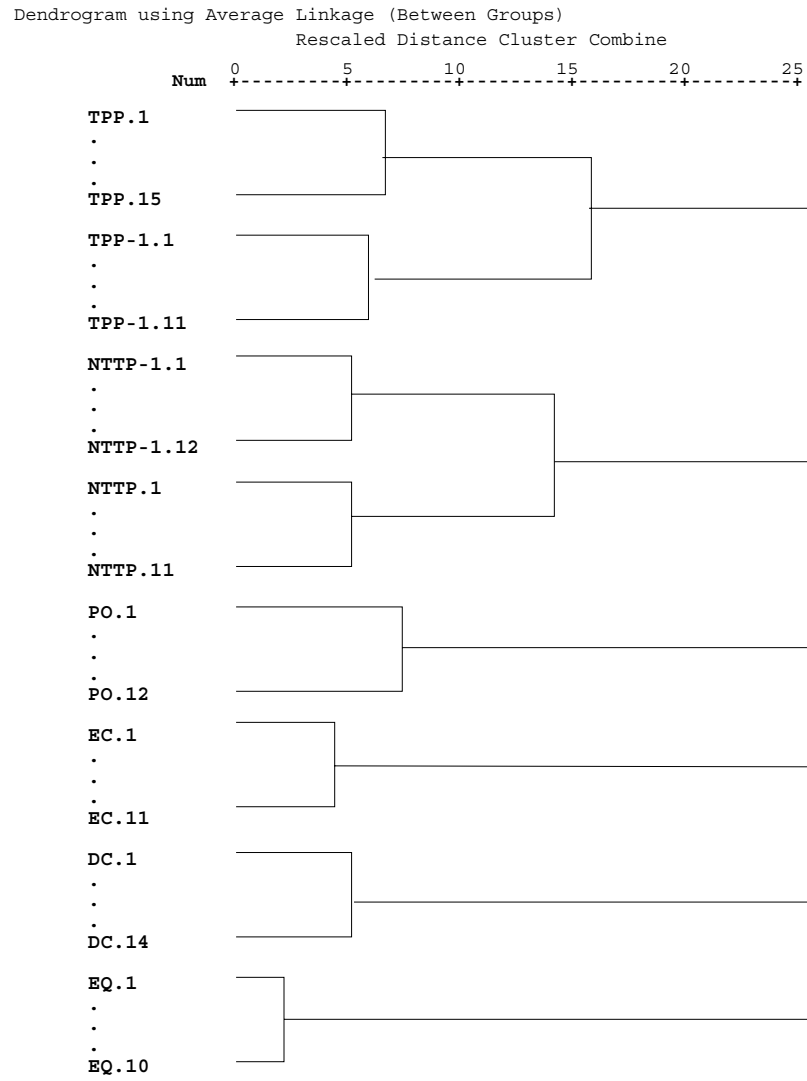 Dendrogram using Average Linkage (Between Groups)
Rescaled Distance Cluster Combine
0 5 10 15 20 25
Num +---------+---------+---------+---------+---------+
TPP.1
.
.
.
TPP.15
TPP-1.1
.
.
.
TPP-1.11
NTTP-1.1
.
.
.
NTTP-1.12
NTTP.1
.
.
.
NTTP.11
PO.1
.
.
.
PO.12
EC.1
.
.
.
EC.11
DC.1
.
.
.
DC.14
EQ.1
.
.
.
EQ.10